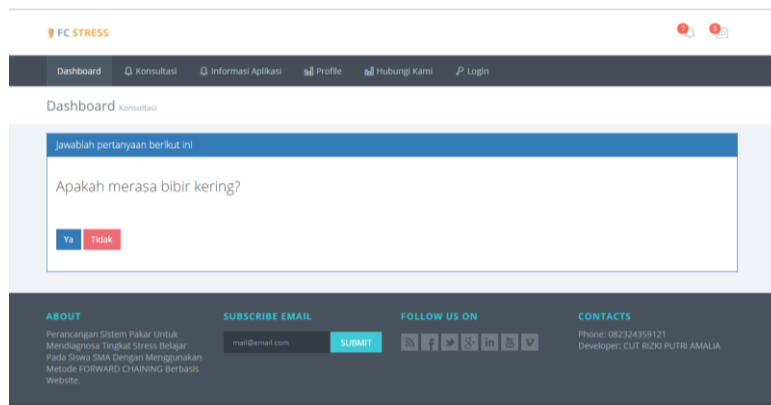 FC STRESS
7
3
Dashboard Konsultasi Informasi Aplikasi Profile Hubungi Kami Login
Dashboard Konsultasi
Jawablah pertanyaan berikut ini
Apakah merasa bibir kering?
Ya Tidak
ABOUT
Perancangan Sistem Pakar Untuk
Mendiagnosa Tingkat Stress Belajar
Pada Siswa SMA Dengan Menggunakan
Metode FORWARD CHAINING Berbasis
Website.
SUBSCRIBE EMAIL
mail@email.com SUBMIT
FOLLOW US ON
CONTACTS
Phone: 082324359121
Developer: CUT RIZKI PUTRI AMALIA